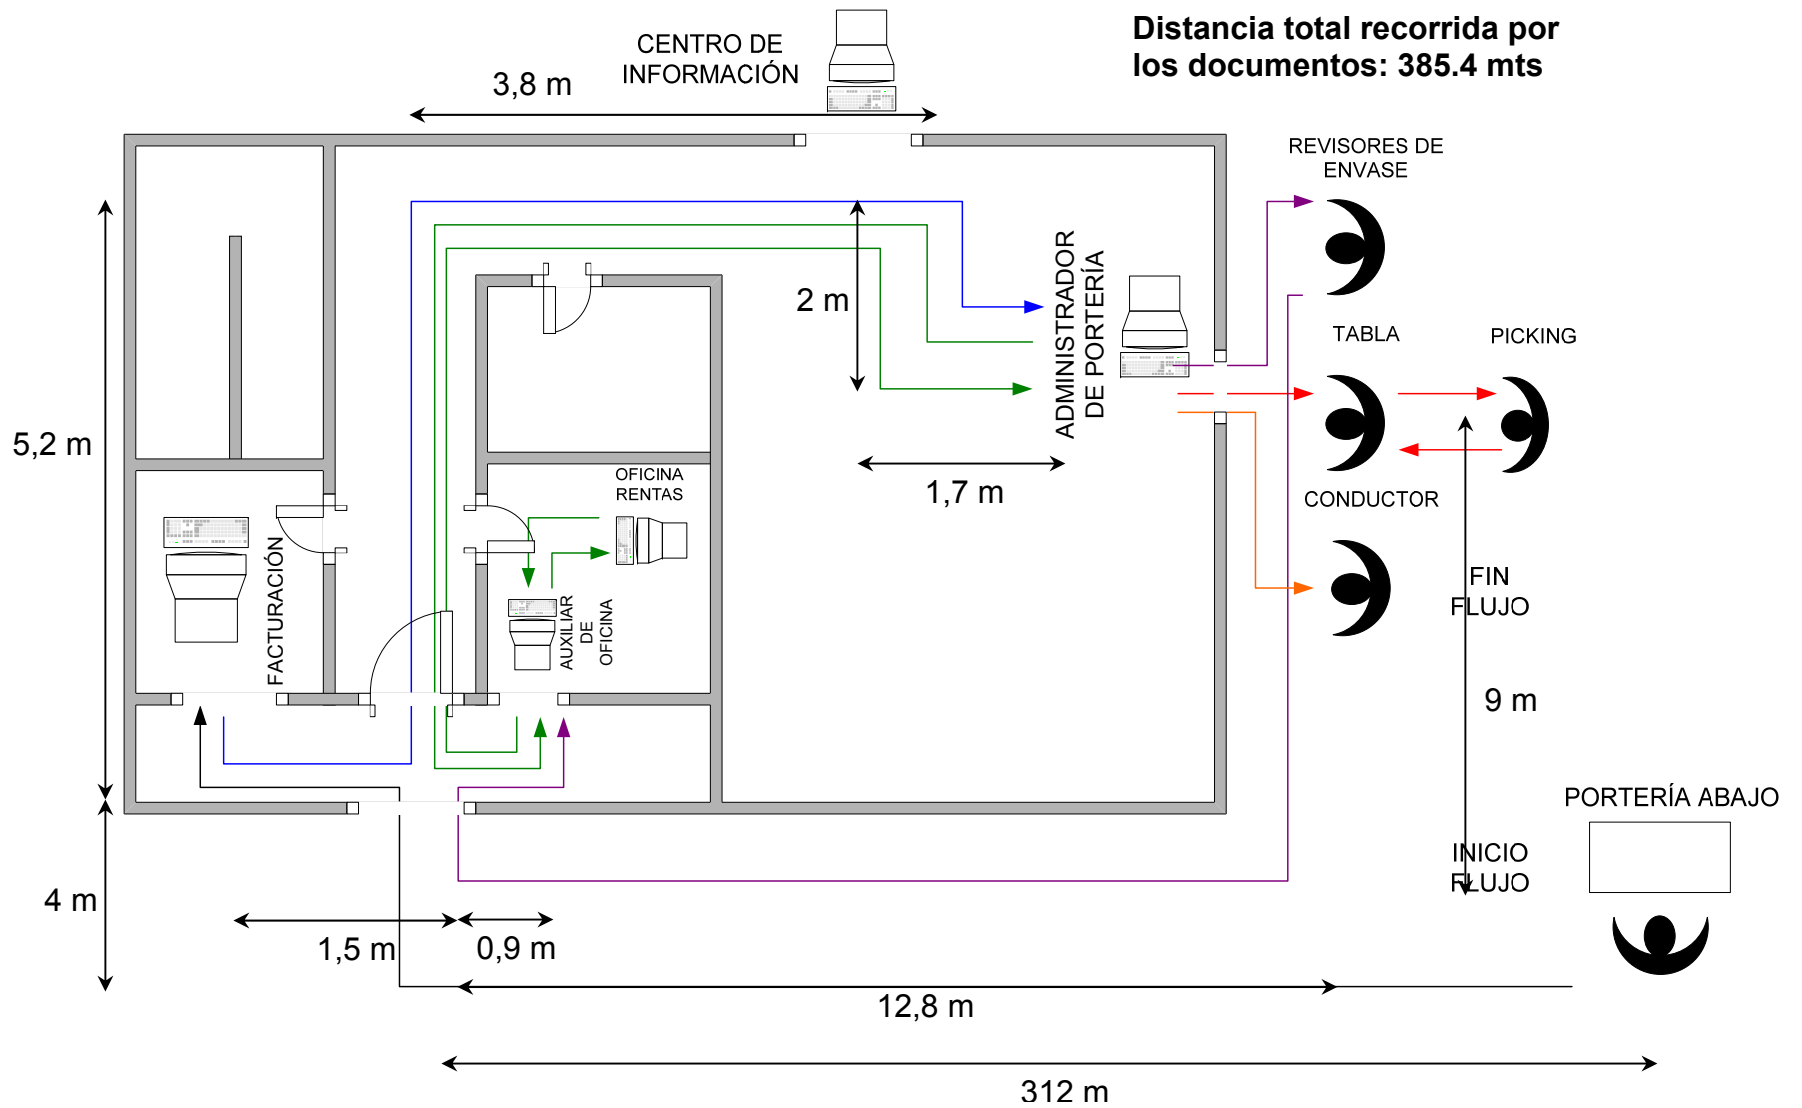 Distancia total recorrida por
los documentos: 385.4 mts
CENTRO DE
INFORMACIÓN
3,8 m
REVISORES DE
ENVASE
ADMINISTRADOR
DE PORTERÍA
2 m
TABLA
PICKING
5,2 m
1,7 m
OFICINA
RENTAS
CONDUCTOR
FACTURACIÓN
AUXILIAR
DE
OFICINA
FIN
FLUJO
9 m
PORTERÍA ABAJO
INICIO
FLUJO
4 m
1,5 m
0,9 m
12,8 m
312 m